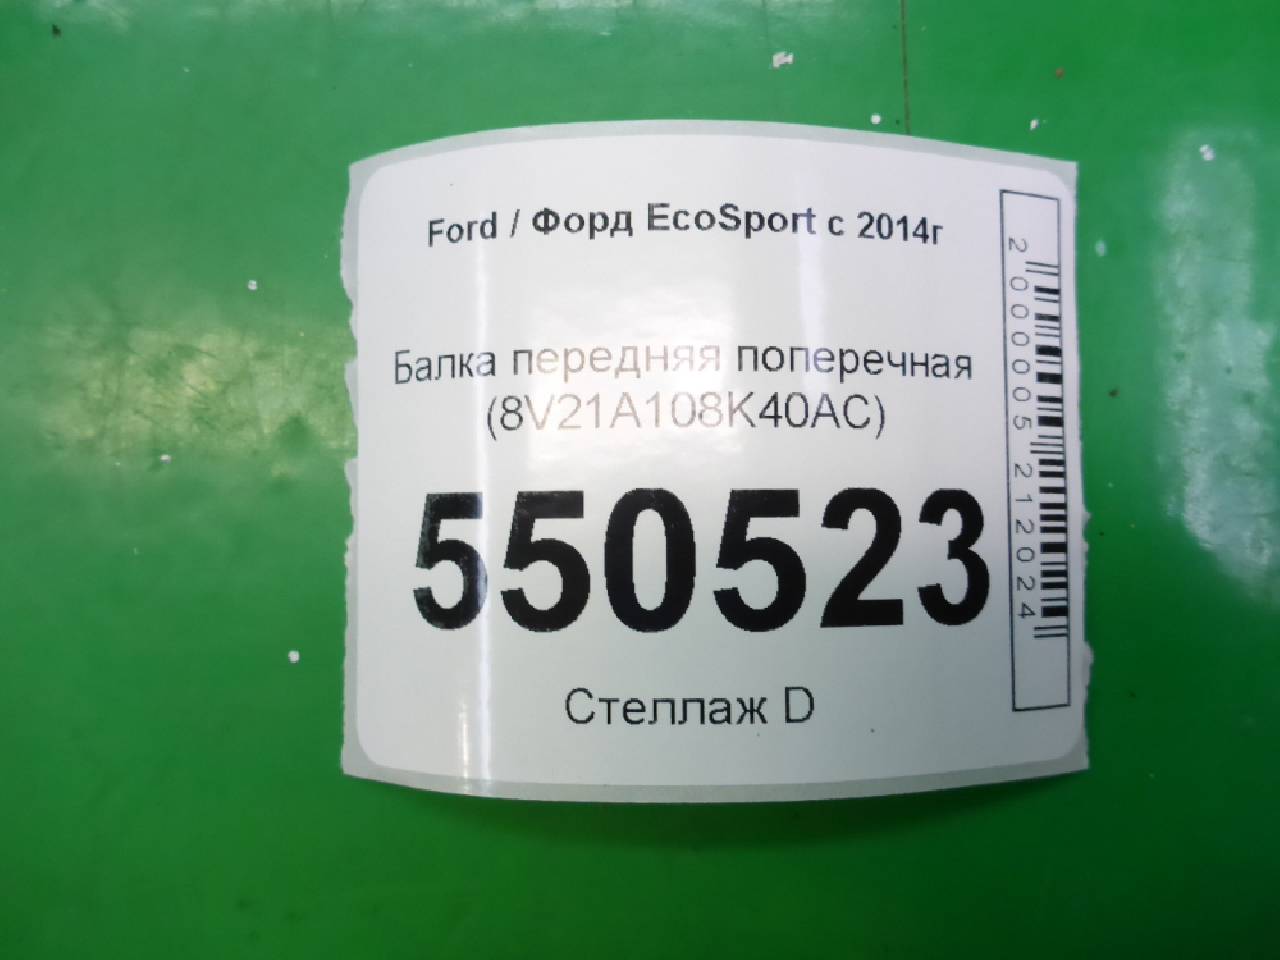 Ford / Форд EcoSport с 2014г
Балка передняя поперечная
(8V21A108K40AC)
550523
Стеллаж D
2000005212024